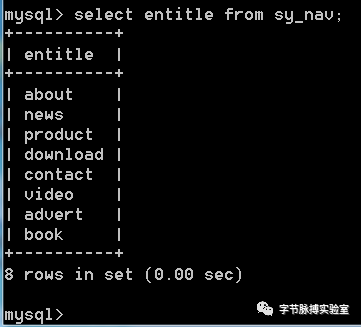 mysql> select entitle from sy_nav;
+----------+
| entitle  |
+----------+
| about    |
| news     |
| product  |
| download |
| contact  |
| video    |
| advert   |
| book     |
+----------+
8 rows in set (0.00 sec)
mysql>
字节脉搏实验室